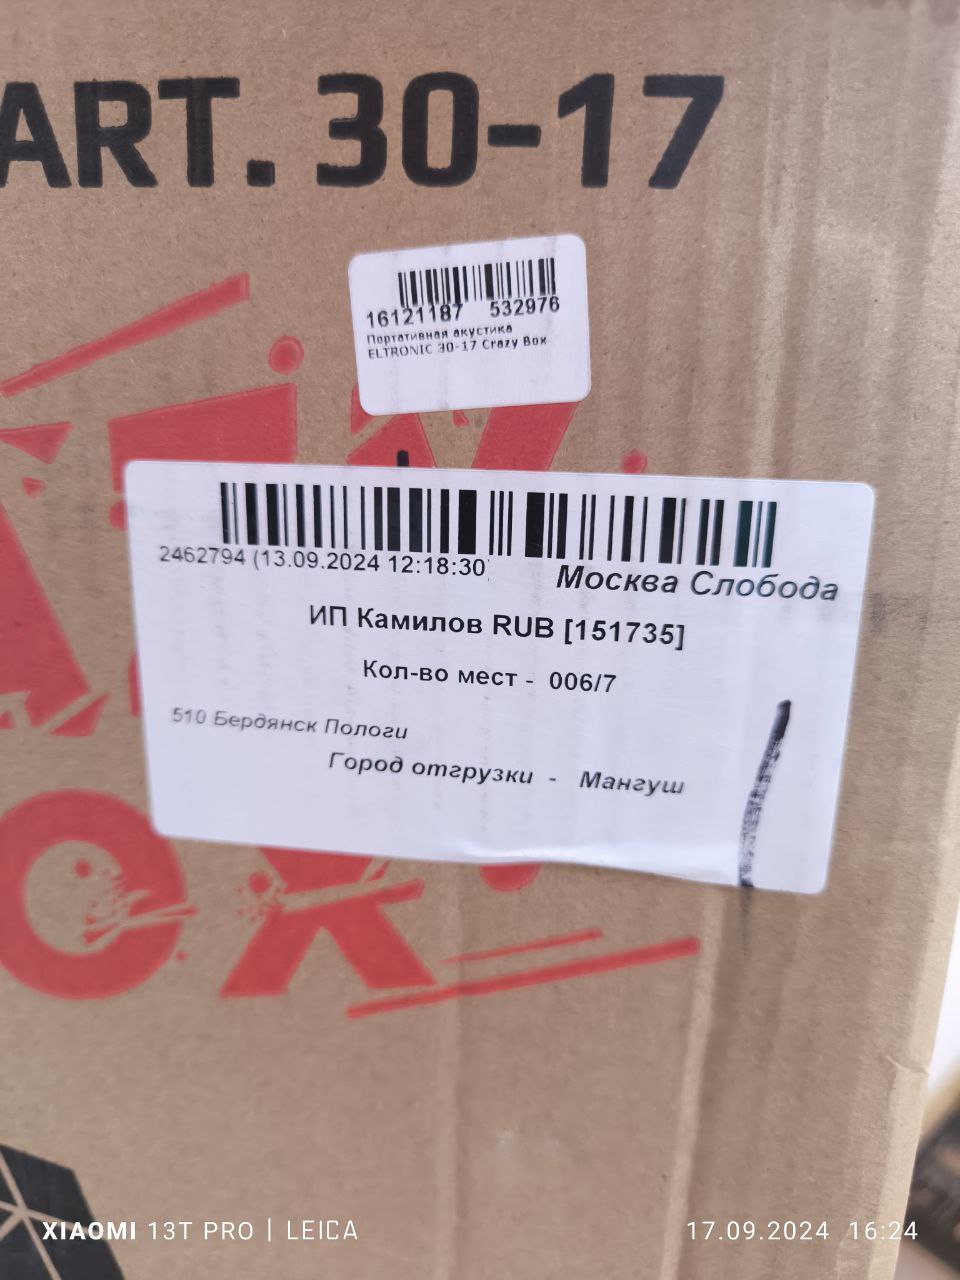 ART. 30-17
16121187 532976
Портативная акустика
ELTRONIC 30-17 Crazy Box
2462794 (13.09.2024 12:18:30)
Москва Слобода
ИП Камилов RUB [151735]
Кол-во мест - 006/7
510 Бердянск Пологи
Город отгрузки - Мангуш
OX
XIAOMI 13T PRO | LEICA
17.09.2024 16:24